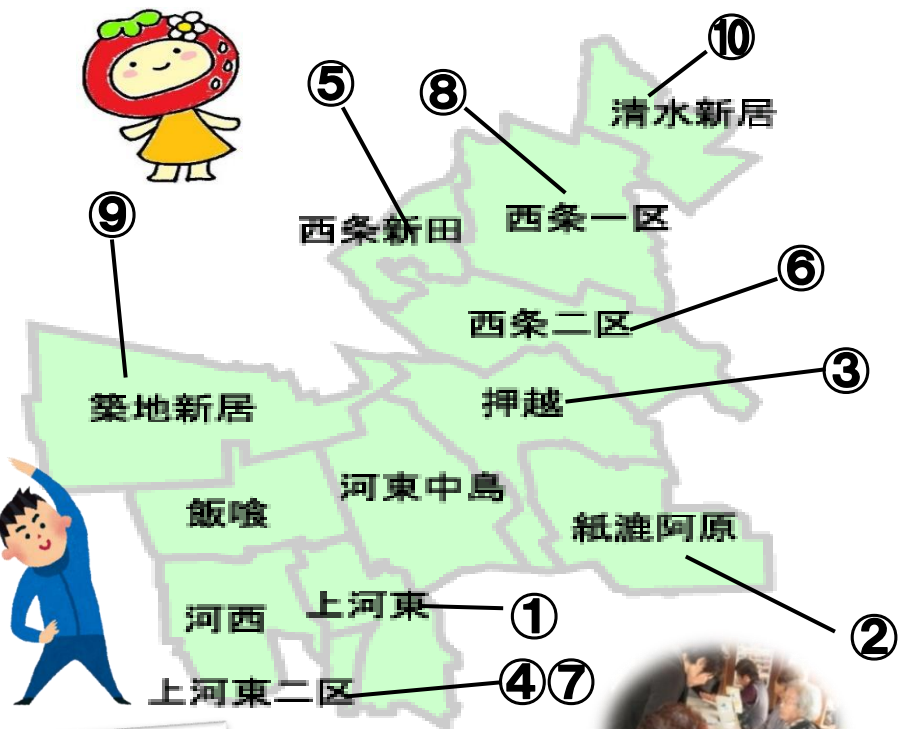 ⑩
⑤
⑧
清水新居
⑨
西条新田
西条一区
⑥
西条二区
③
築地新居
押越
河東中島
飯喰
紙漉阿原
河西
上河東
①
②
上河東二区
④⑦